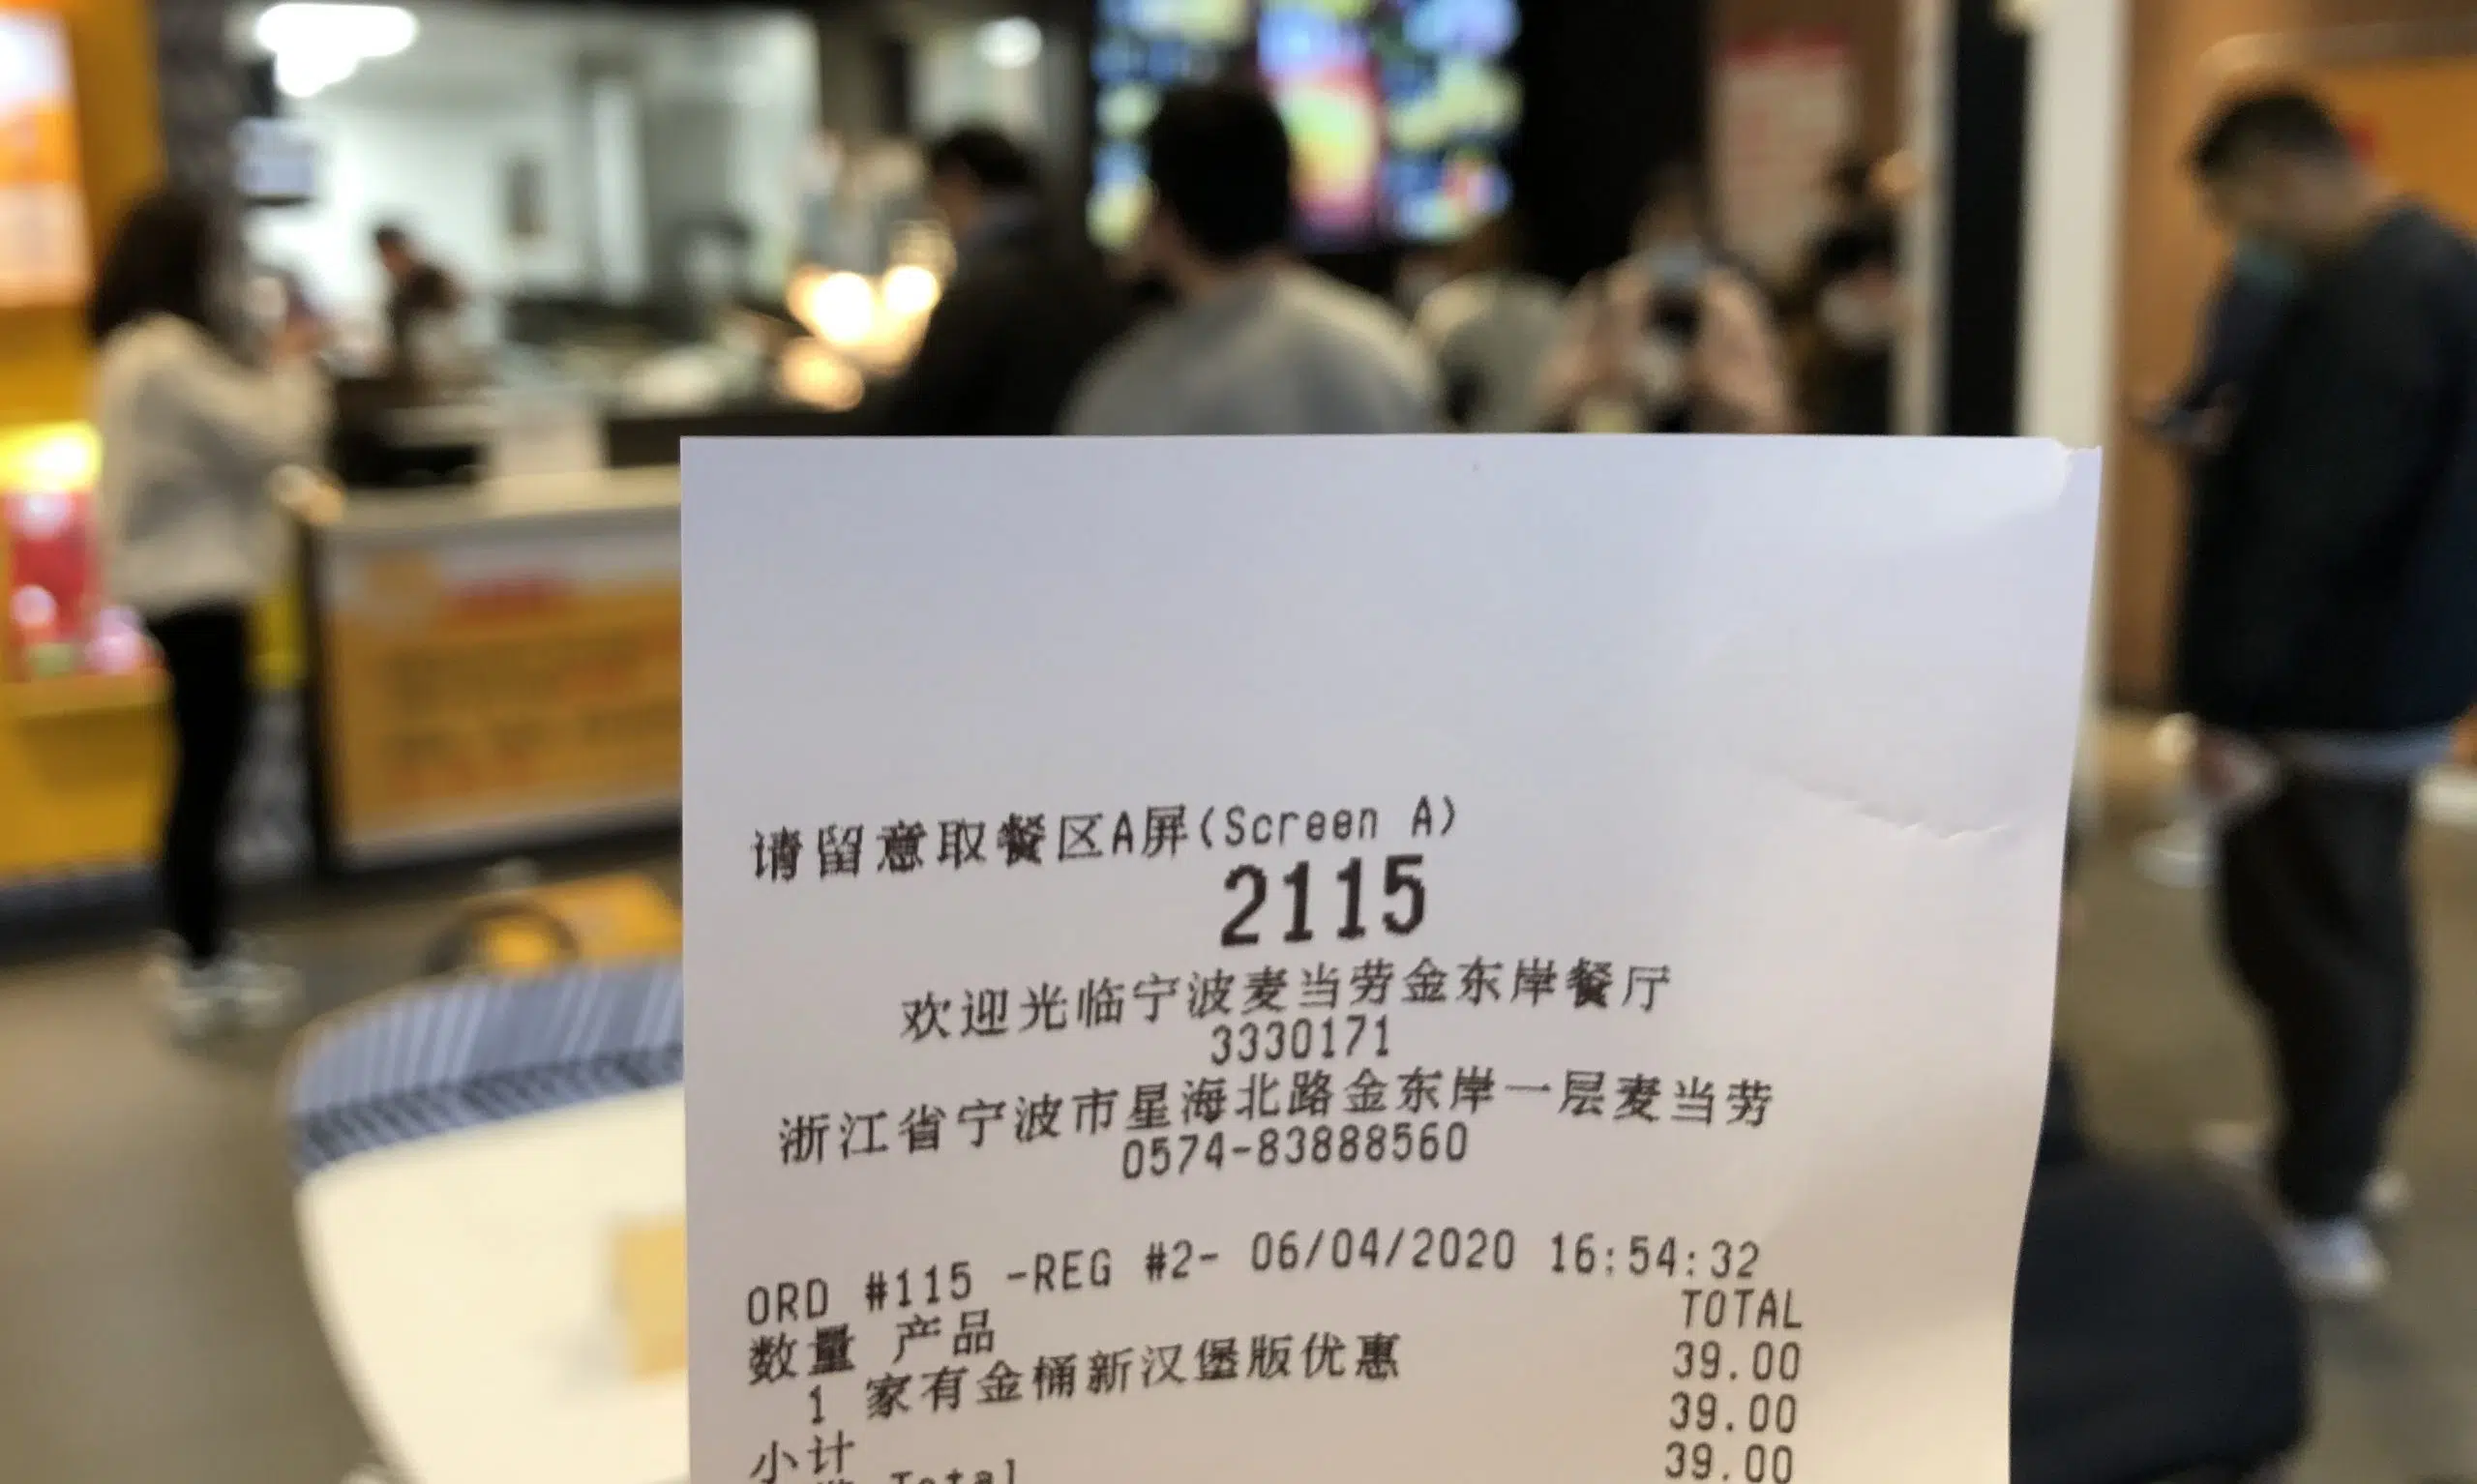 请留意取餐区A屏(Screen A)
2115
欢迎光临宁波麦当劳金东岸餐厅
3330171
浙江省宁波市星海北路金东岸一层麦当劳
0574-83888560
ORD #115 -REG #2- 06/04/2020 16:54:32
数量 产品 TOTAL
1 家有金桶新汉堡版优惠 39.00
小计 39.00
Total 39.00